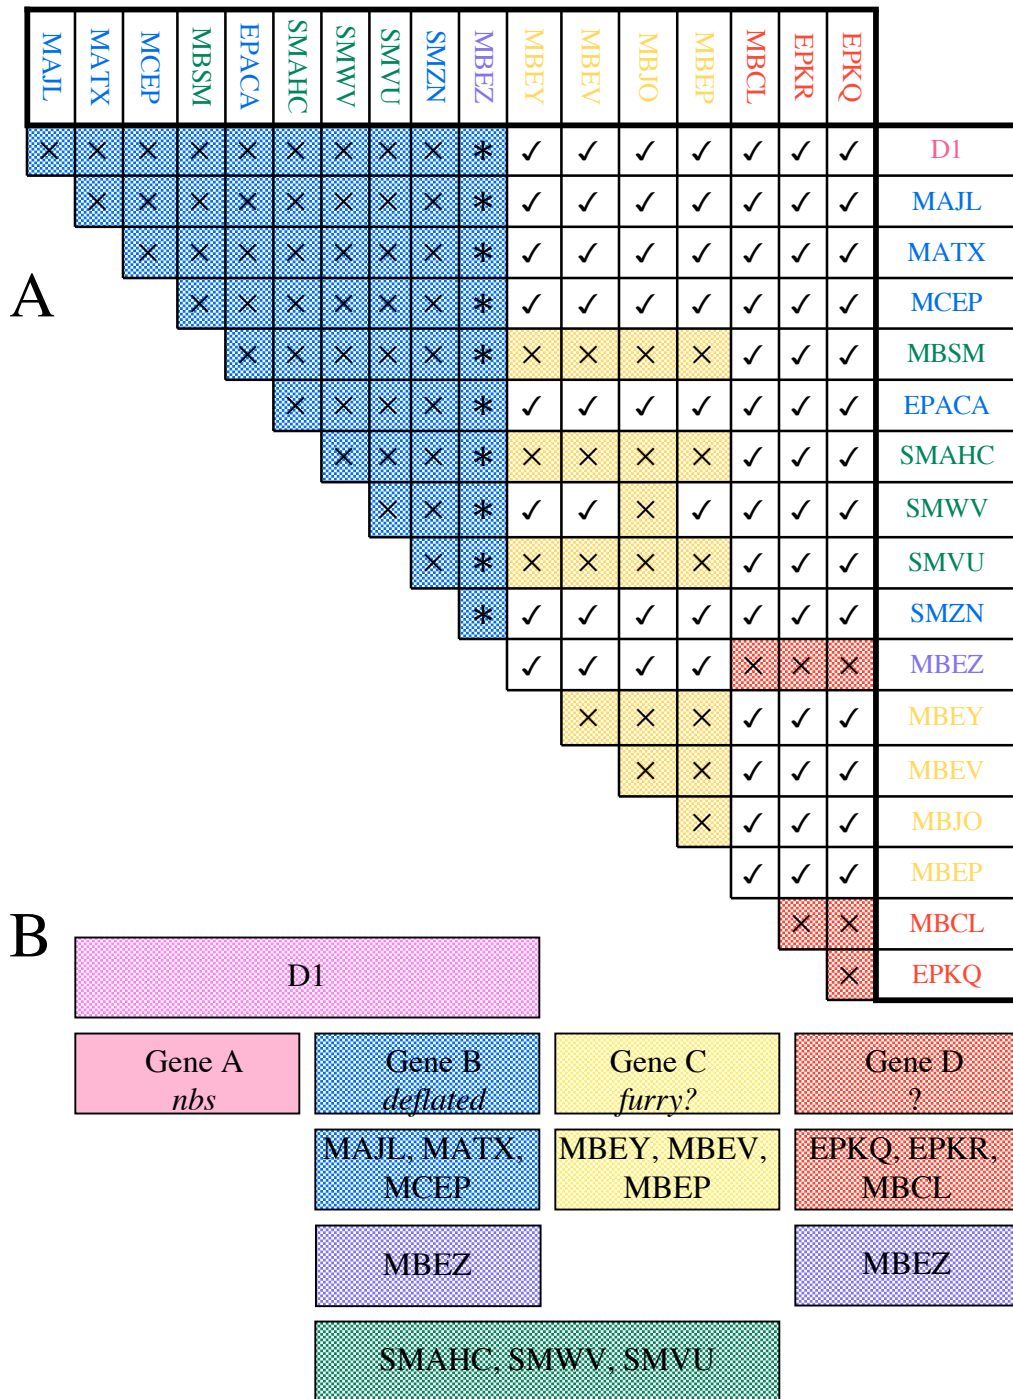 MAJL MATX MCEP MBSM EPACA SMAHC SMWV SMVU SMZN MBEZ MBEY MBEV MBJO MBEP MBCL EPKR EPKQ
× × × × × × × × × * ✓ ✓ ✓ ✓ ✓ ✓ ✓ D1
× × × × × × × × * ✓ ✓ ✓ ✓ ✓ ✓ ✓ MAJL
× × × × × × × * ✓ ✓ ✓ ✓ ✓ ✓ ✓ MATX
A
× × × × × × * ✓ ✓ ✓ ✓ ✓ ✓ ✓ MCEP
× × × × × * × × × × ✓ ✓ ✓ MBSM
× × × × * ✓ ✓ ✓ ✓ ✓ ✓ ✓ EPACA
× × × * × × × × ✓ ✓ ✓ SMAHC
× × * ✓ ✓ × ✓ ✓ ✓ ✓ SMWV
× * × × × × ✓ ✓ ✓ SMVU
* ✓ ✓ ✓ ✓ ✓ ✓ ✓ SMZN
✓ ✓ ✓ ✓ × × × MBEZ
× × × ✓ ✓ ✓ MBEY
× × ✓ ✓ ✓ MBEV
× ✓ ✓ ✓ MBJO
✓ ✓ ✓ MBEP
× × MBCL
× EPKQ
B
D1
Gene A
nbs
Gene B
deflated
Gene C
furry?
Gene D
?
MAJL, MATX,
MCEP
MBEY, MBEV,
MBEP
EPKQ, EPKR,
MBCL
MBEZ
MBEZ
SMAHC, SMWV, SMVU